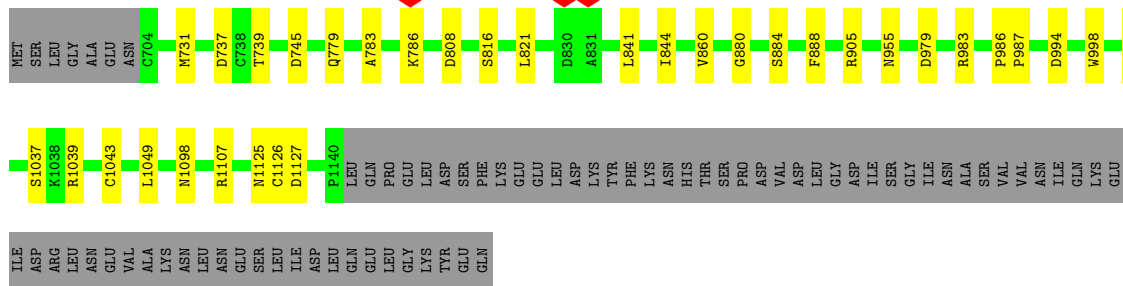 MET SER LEU GLY ALA GLU ASN C704 M731 D737 C738 T739 D745 Q779 A783 K786 D808 S816 L821 D830 A831 L841 I844 V860 G880 S884 F888 R905 N955 D979 R983 P986 P987 D994 W998
S1037 K1038 R1039 C1043 L1049 N1098 R1107 N1125 C1126 D1127 P1140 LEU GLN PRO GLU LEU ASP SER PHE LYS GLU GLU LEU ASP LYS TYR PHE LYS ASN HIS THR SER PRO ASP VAL ASP LEU GLY ASP ILE SER GLY ILE ASN ALA SER VAL VAL ASN ILE GLN LYS GLU
ILE ASP ARG LEU ASN GLU VAL ALA LYS ASN LEU ASN GLU SER LEU ILE ASP LEU GLN GLU LEU GLY LYS TYR GLU GLN